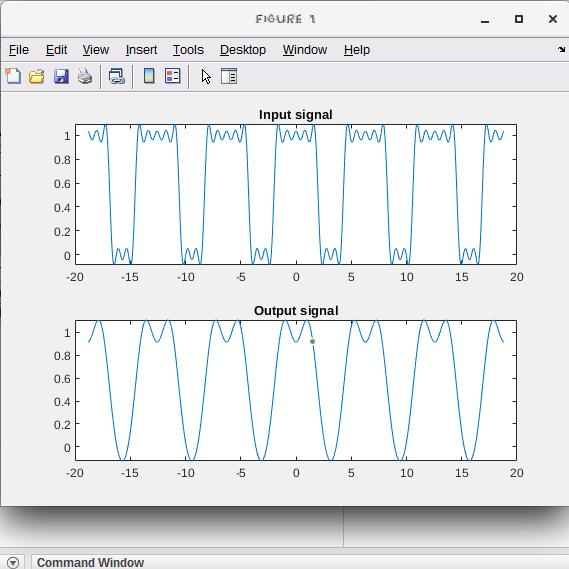 FIGURE 1
File Edit View Insert Tools Desktop Window Help
Input signal
1
0.8
0.6
0.4
0.2
0
-20 -15 -10 -5 0 5 10 15 20
Output signal
1
0.8
0.6
0.4
0.2
0
-20 -15 -10 -5 0 5 10 15 20
Command Window